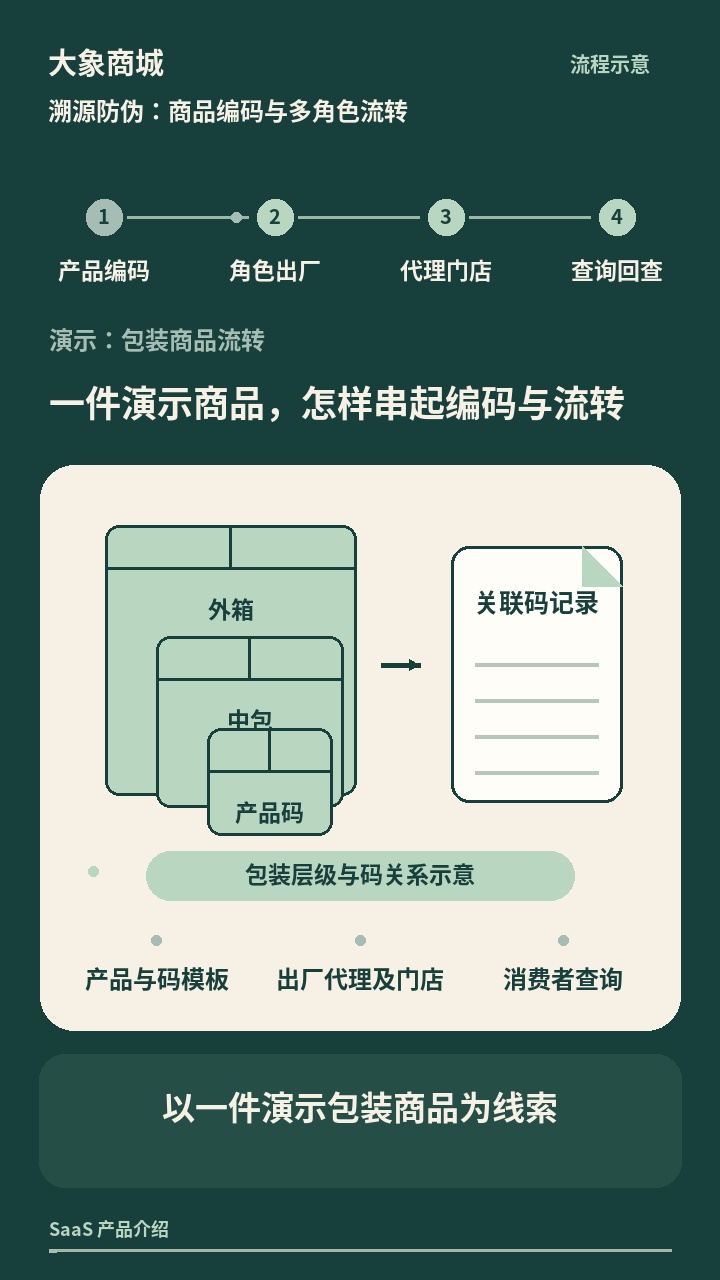 大象商城
流程示意
溯源防伪：商品编码与多角色流转
1
2
3
4
产品编码
角色出厂
代理门店
查询回查
演示：包装商品流转
一件演示商品，怎样串起编码与流转
外箱
中包
产品码
关联码记录
包装层级与码关系示意
产品与码模板
出厂代理及门店
消费者查询
以一件演示包装商品为线索
SaaS 产品介绍